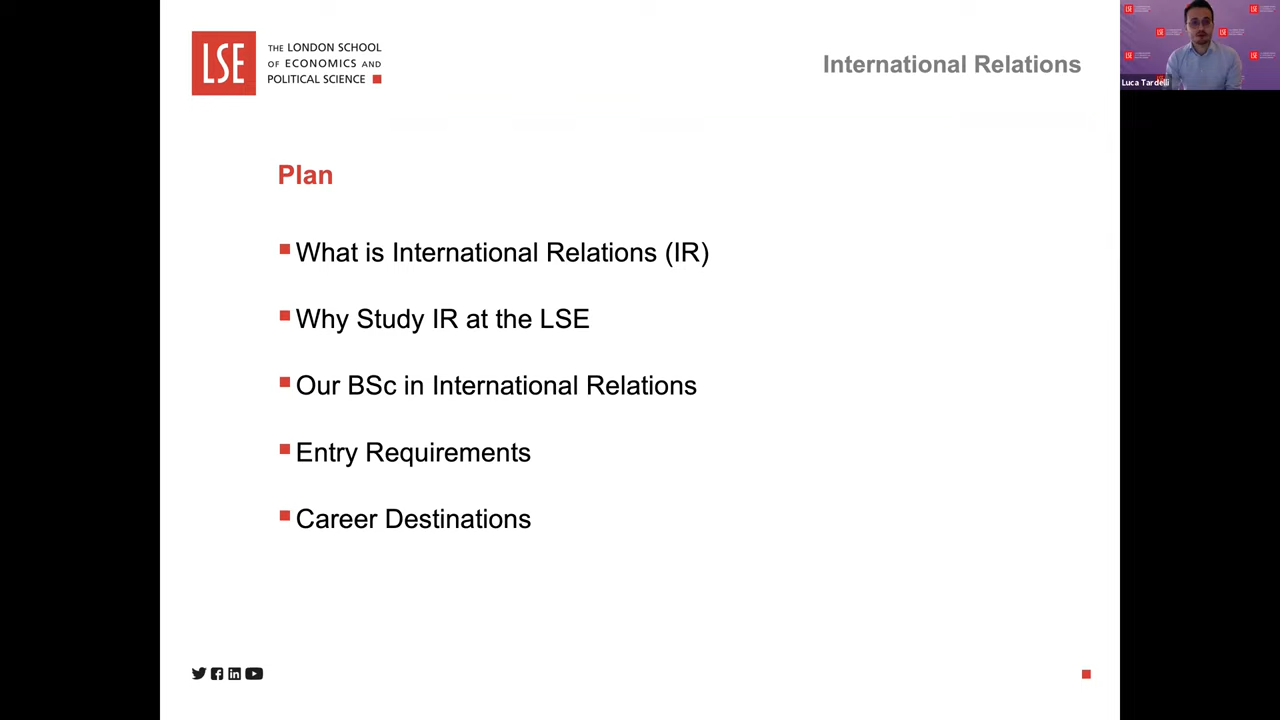 LSE
THE LONDON SCHOOL
OF ECONOMICS AND
POLITICAL SCIENCE
International Relations
Luca Tardelli
Plan
What is International Relations (IR)
Why Study IR at the LSE
Our BSc in International Relations
Entry Requirements
Career Destinations